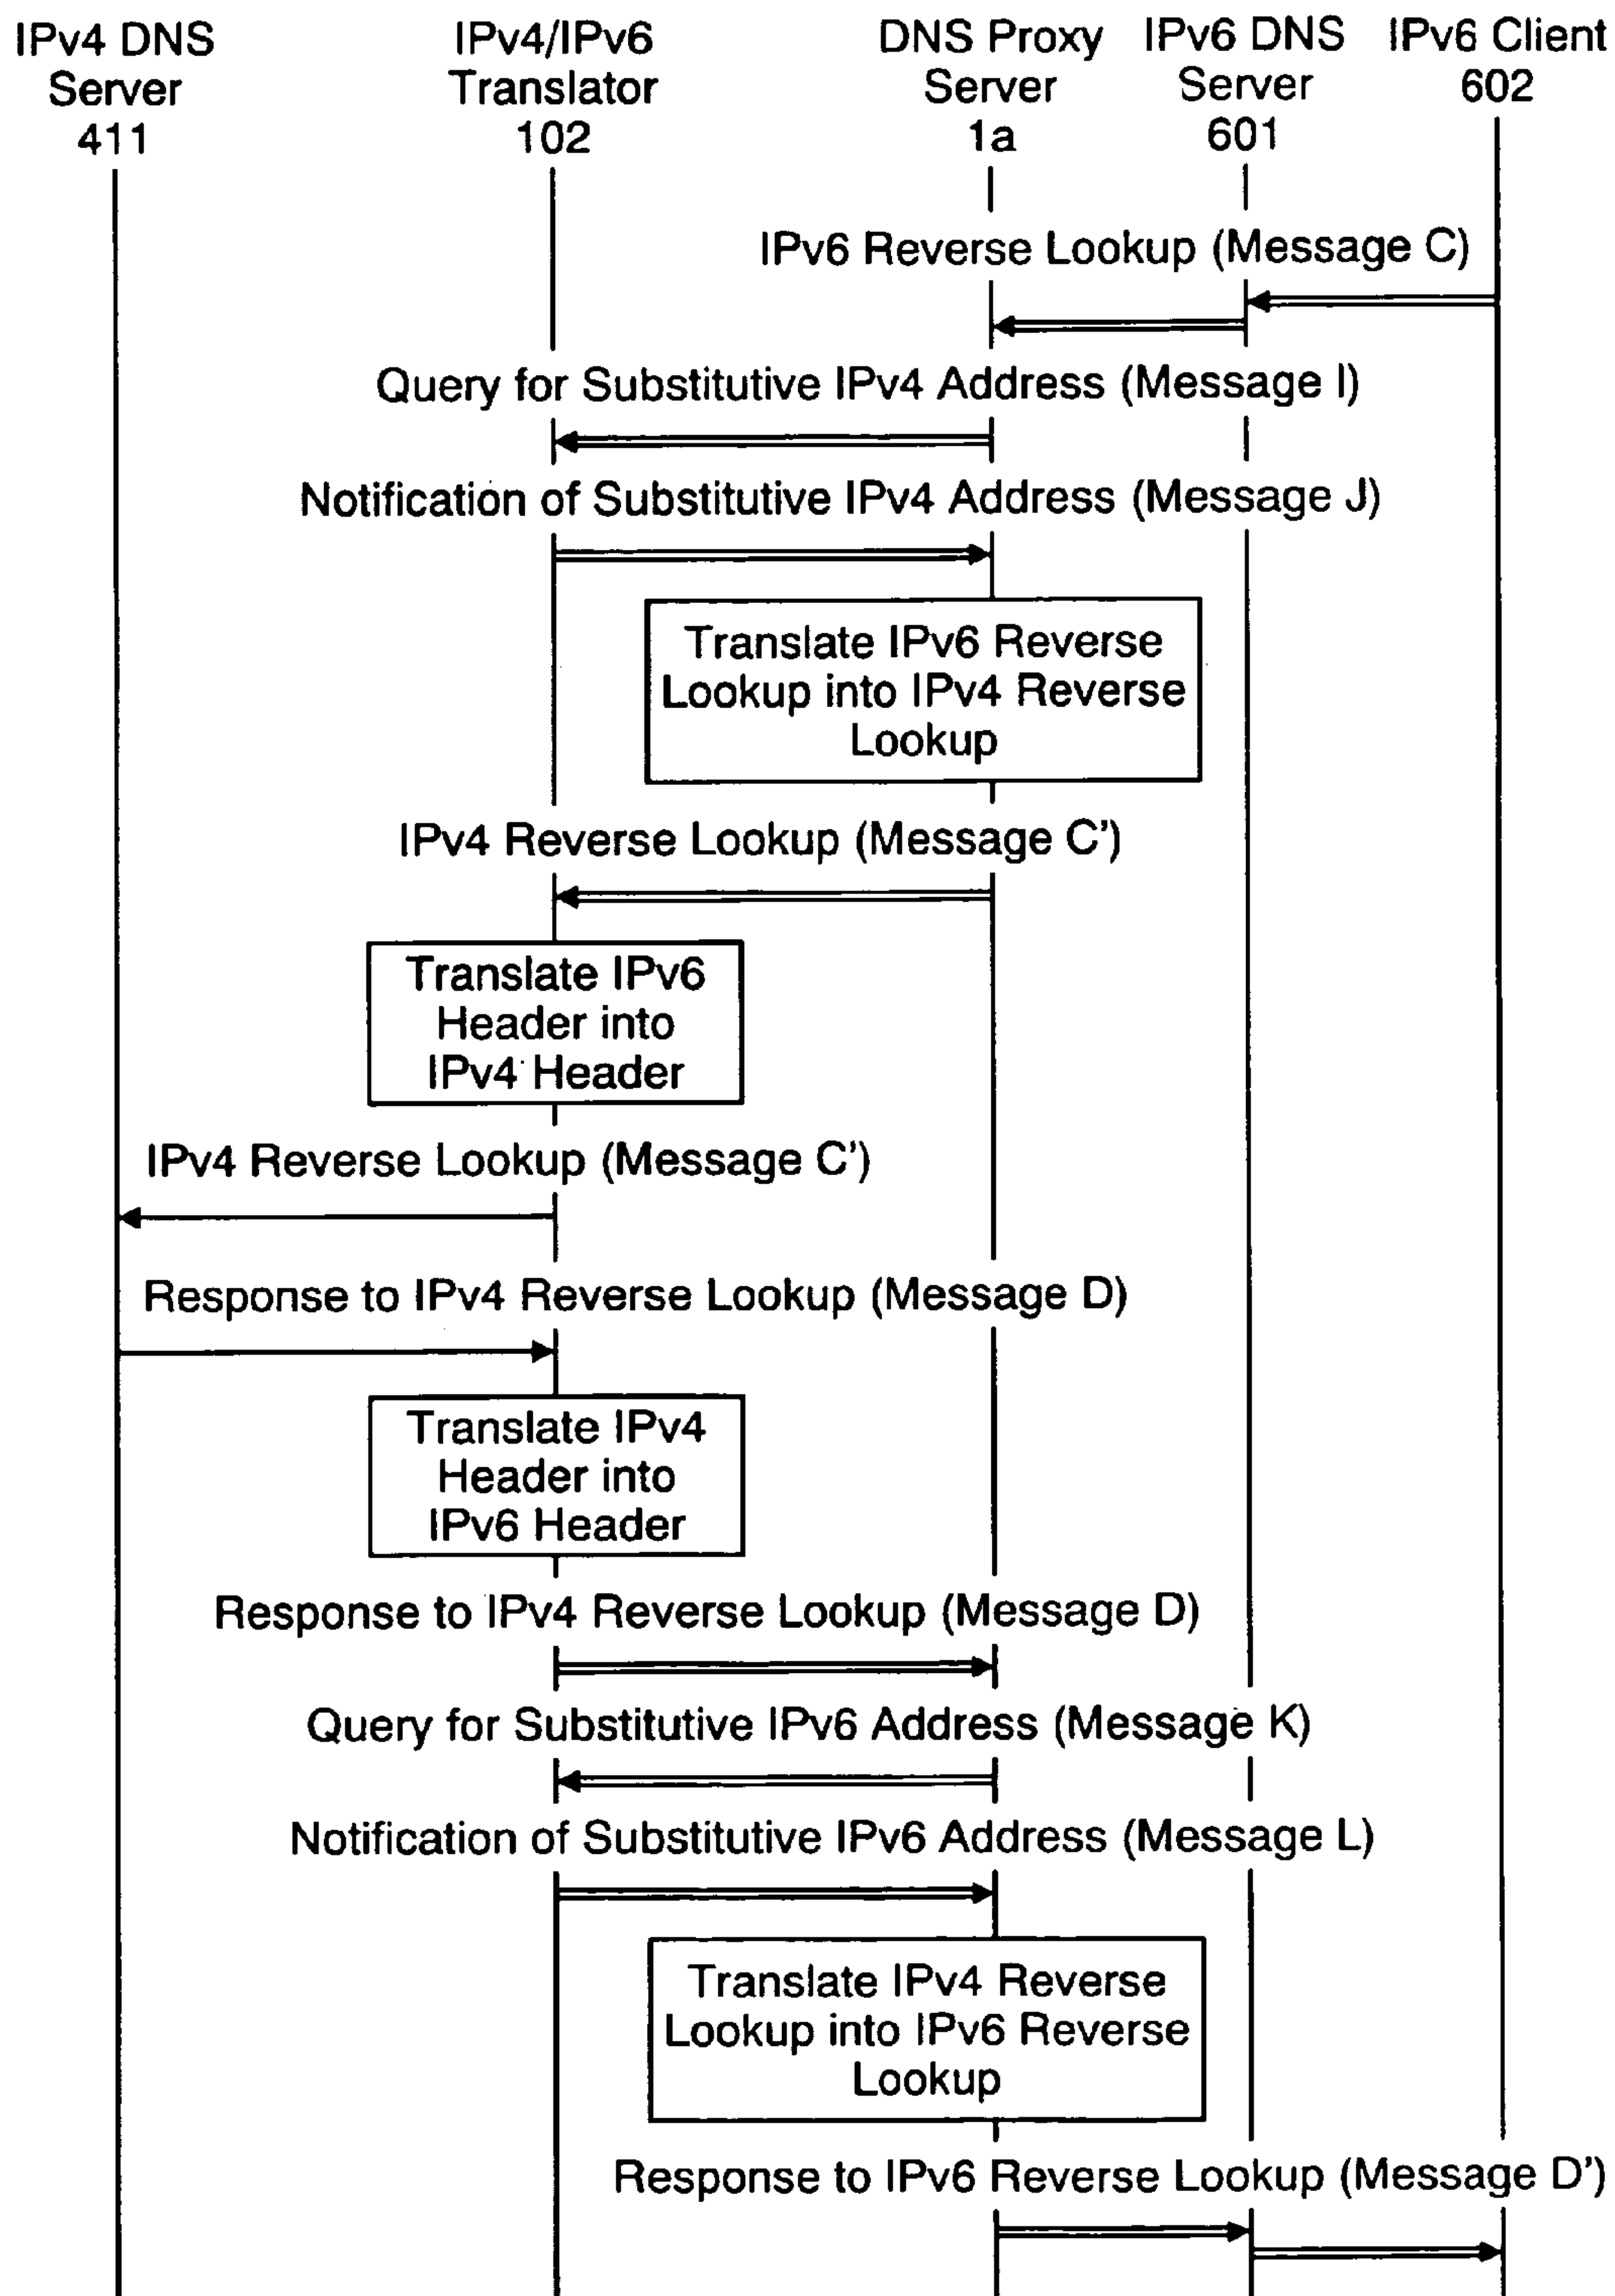 IPv4 DNS
Server
411
IPv4/IPv6
Translator
102
DNS Proxy
Server
1a
IPv6 DNS
Server
601
IPv6 Client
602
IPv6 Reverse Lookup (Message C)
Query for Substitutive IPv4 Address (Message I)
Notification of Substitutive IPv4 Address (Message J)
Translate IPv6 Reverse
Lookup into IPv4 Reverse
Lookup
IPv4 Reverse Lookup (Message C')
Translate IPv6
Header into
IPv4 Header
IPv4 Reverse Lookup (Message C')
Response to IPv4 Reverse Lookup (Message D)
Translate IPv4
Header into
IPv6 Header
Response to IPv4 Reverse Lookup (Message D)
Query for Substitutive IPv6 Address (Message K)
Notification of Substitutive IPv6 Address (Message L)
Translate IPv4 Reverse
Lookup into IPv6 Reverse
Lookup
Response to IPv6 Reverse Lookup (Message D')